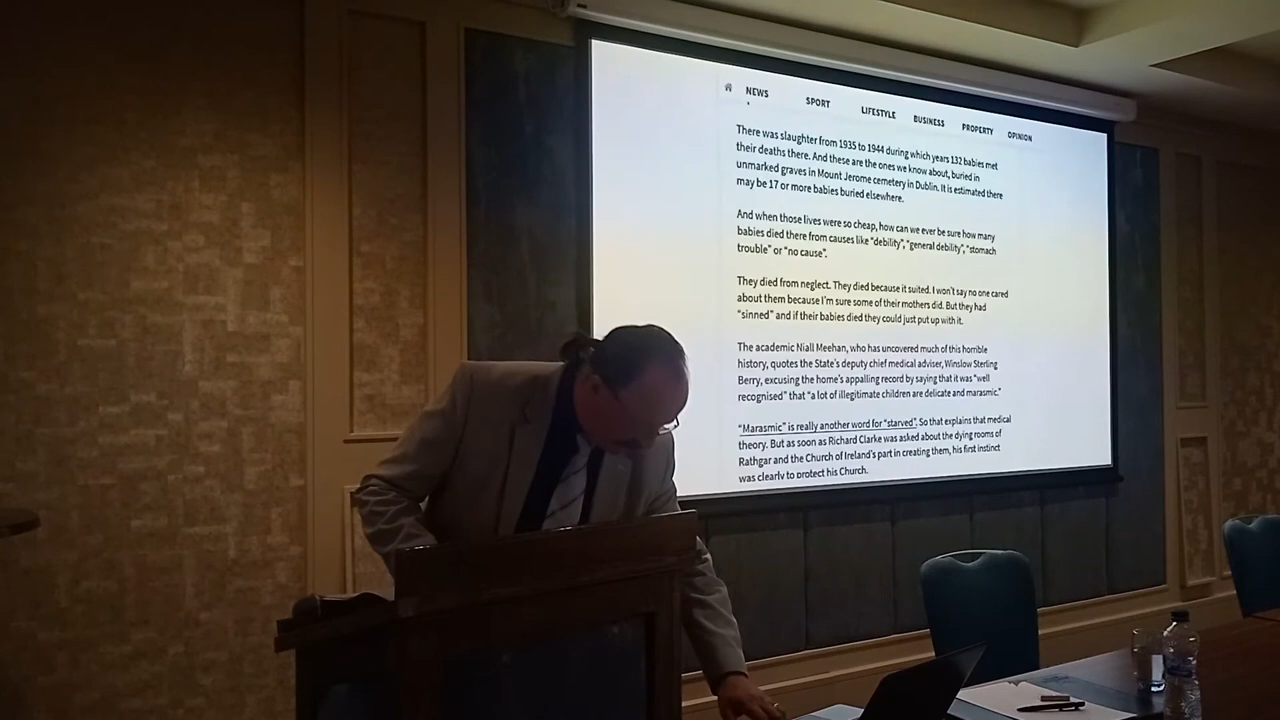 NEWS SPORT LIFESTYLE BUSINESS PROPERTY OPINION
There was slaughter from 1935 to 1944 during which years 132 babies met
their deaths there. And these are the ones we know about, buried in
unmarked graves in Mount Jerome cemetery in Dublin. It is estimated there
may be 17 or more babies buried elsewhere.
And when those lives were so cheap, how can we ever be sure how many
babies died there from causes like “debility”, “general debility”, “stomach
trouble” or “no cause”.
They died from neglect. They died because it suited. I won’t say no one cared
about them because I’m sure some of their mothers did. But they had
“sinned” and if their babies died they could just put up with it.
The academic Niall Meehan, who has uncovered much of this horrible
history, quotes the State’s deputy chief medical adviser, Winslow Sterling
Berry, excusing the home’s appalling record by saying that it was “well
recognised” that “a lot of illegitimate children are delicate and marasmic.”
“Marasmic” is really another word for “starved”. So that explains that medical
theory. But as soon as Richard Clarke was asked about the dying rooms of
Rathgar and the Church of Ireland’s part in creating them, his first instinct
was clearly to protect his Church.